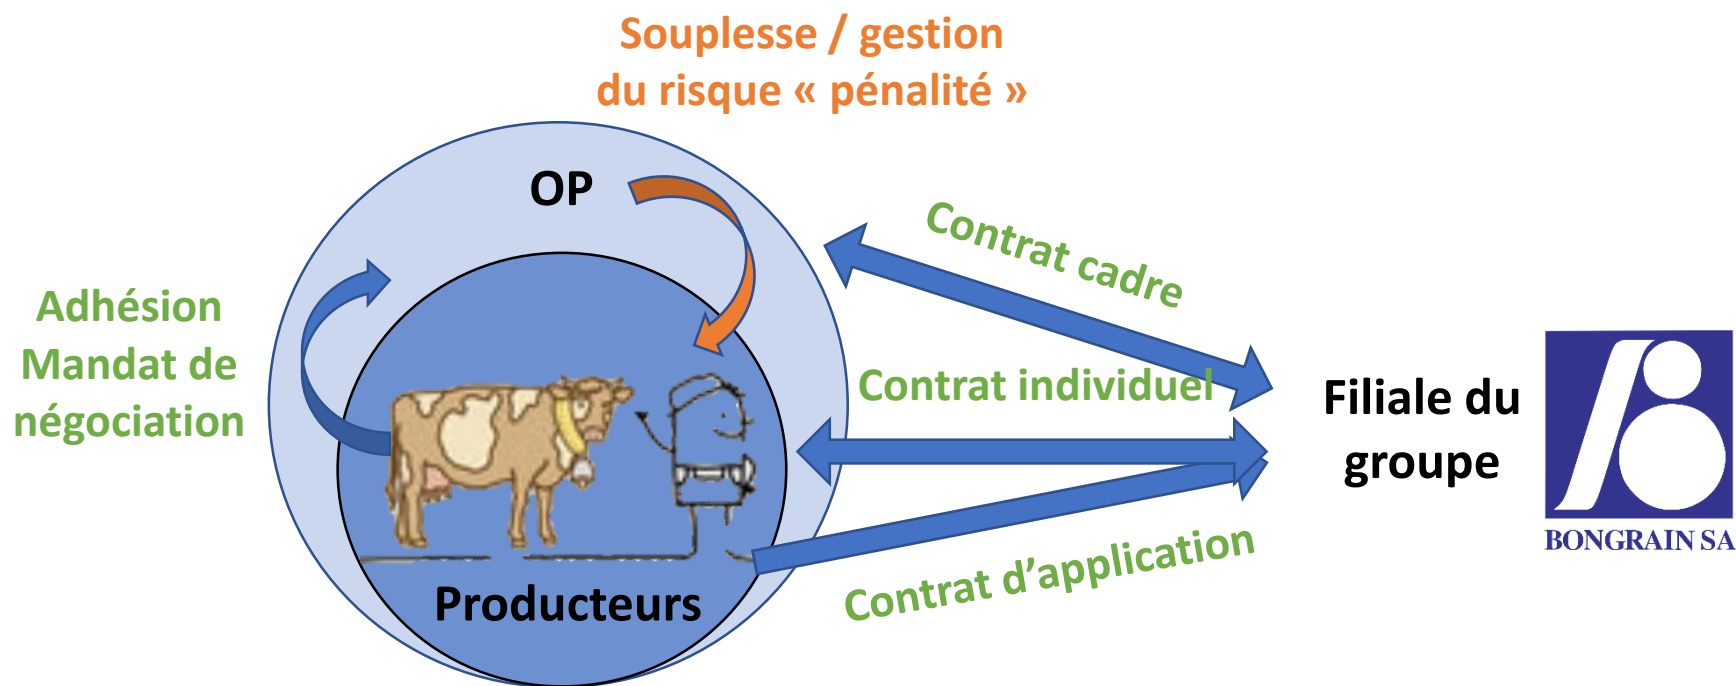 Souplesse / gestion
du risque « pénalité »
OP
Contrat cadre
Adhésion
Mandat de
négociation
Contrat individuel
Filiale du
groupe
BONGRAIN SA
Contrat d’application
Producteurs